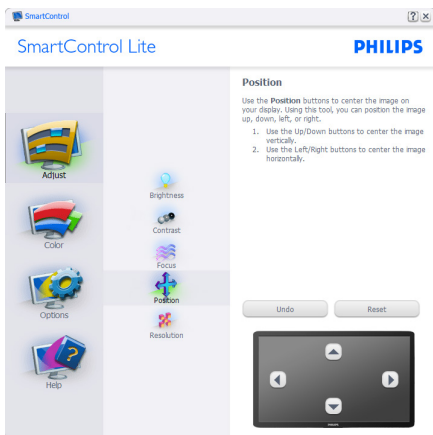 SmartControl
SmartControl Lite
PHILIPS
Adjust
Color
Options
Help
Brightness
Contrast
Focus
Position
Resolution
Position
Use the Position buttons to center the image on
your display. Using this tool, you can position the image
up, down, left, or right.
1. Use the Up/Down buttons to center the image
vertically.
2. Use the Left/Right buttons to center the image
horizontally.
Undo
Reset
PHILIPS